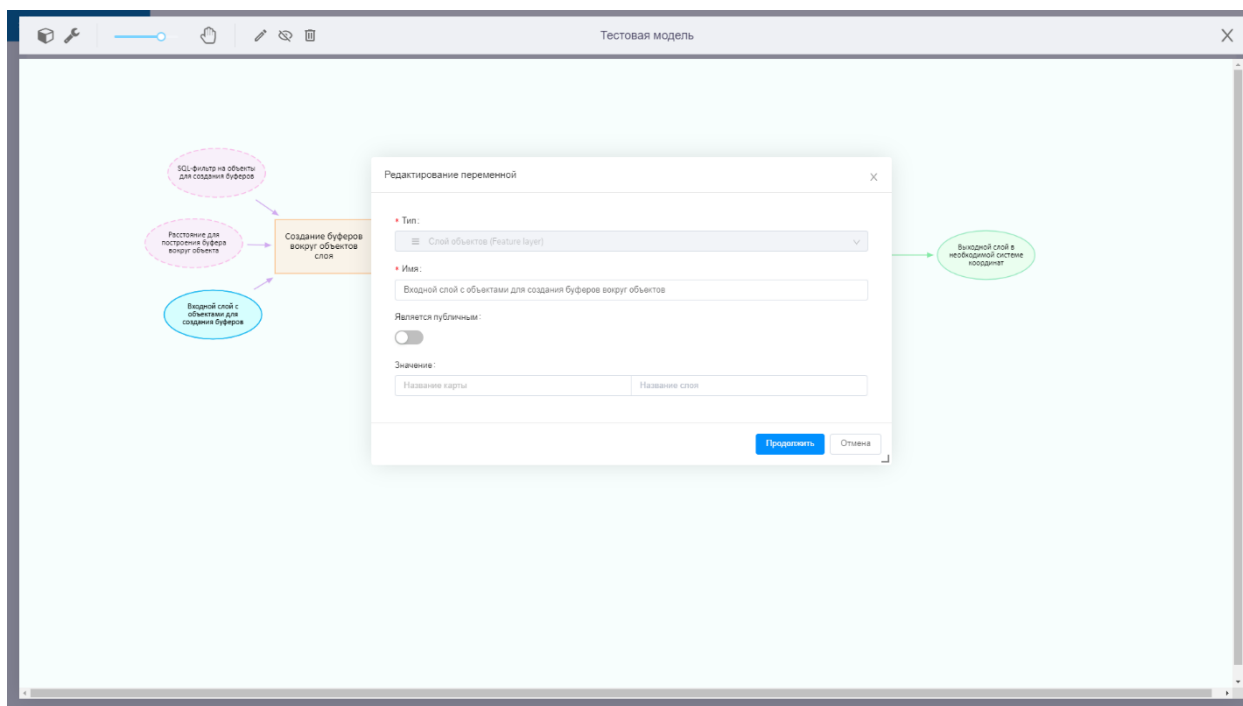 Тестовая модель
SQL-фильтр на объекты
для создания буферов
Расстояние для
построения буфера
вокруг объекта
Создание буферов
вокруг объектов
слоя
Входной слой с
объектами для
создания буферов
Редактирование переменной
* Тип:
Слой объектов (Feature layer)
* Имя:
Входной слой с объектами для создания буферов вокруг объектов
Является публичным:
Значение:
Название карты
Название слоя
Продолжить
Отмена
Выходной слой в
необходимой системе
координат